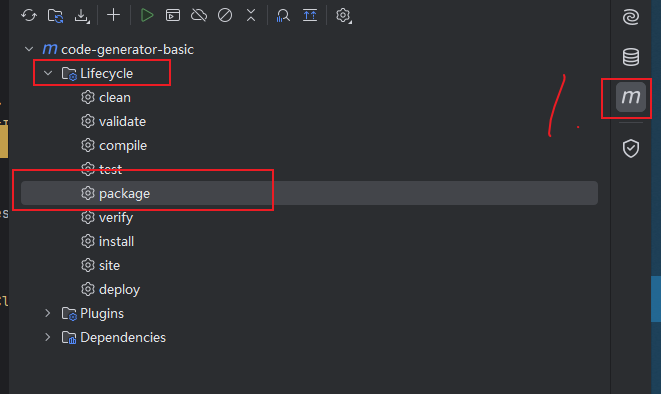 m code-generator-basic
Lifecycle
clean
validate
compile
test
package
verify
install
site
deploy
Plugins
Dependencies
m
1.